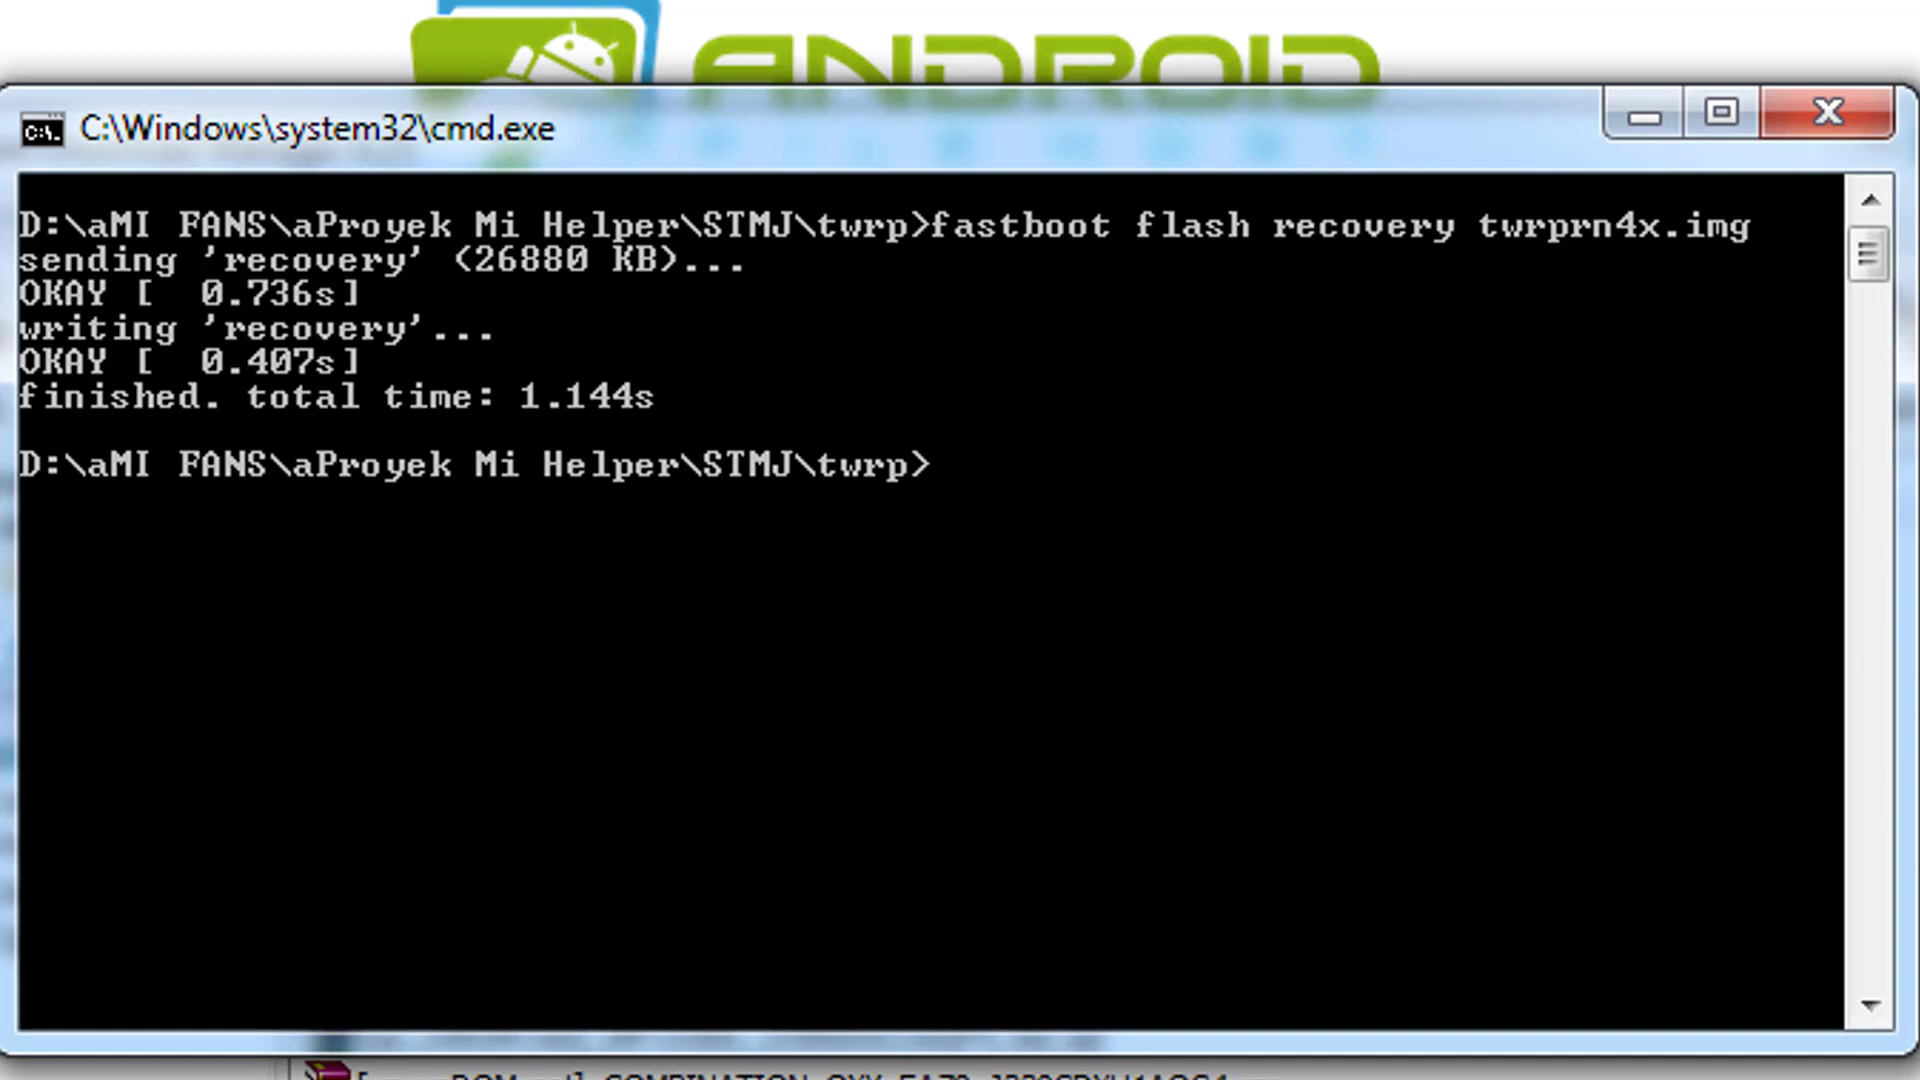 ANDROID
C:\Windows\system32\cmd.exe
D:\aMI FANS\aProyek Mi Helper\STMJ\twrp>fastboot flash recovery twrprn4x.img
sending 'recovery' (26880 KB)...
OKAY [  0.736s]
writing 'recovery'...
OKAY [  0.407s]
finished. total time: 1.144s
D:\aMI FANS\aProyek Mi Helper\STMJ\twrp>